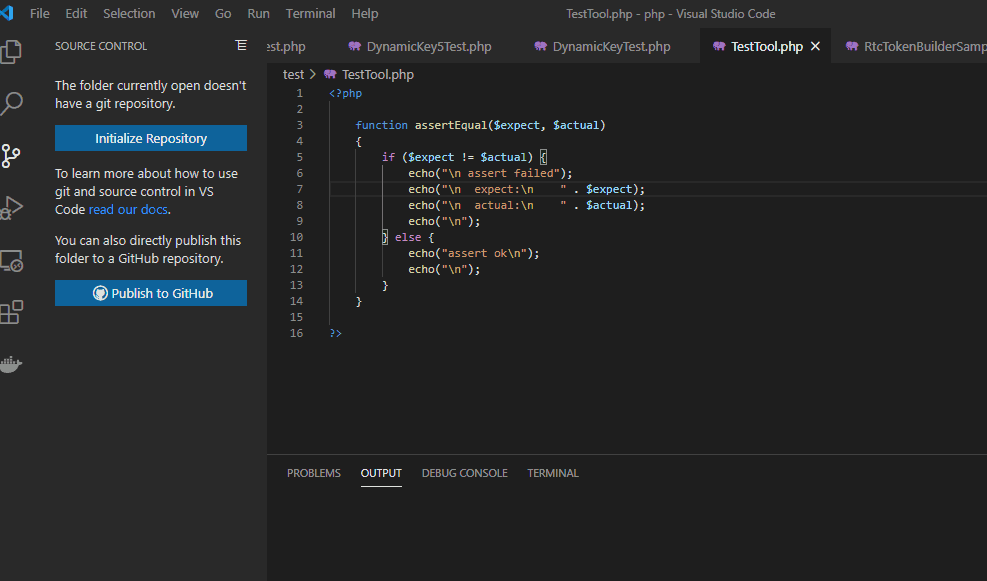 File Edit Selection View Go Run Terminal Help TestTool.php - php - Visual Studio Code
SOURCE CONTROL
The folder currently open doesn't
have a git repository.
Initialize Repository
To learn more about how to use
git and source control in VS
Code read our docs.
You can also directly publish this
folder to a GitHub repository.
Publish to GitHub
est.php DynamicKey5Test.php DynamicKeyTest.php TestTool.php RtcTokenBuilderSamp
test > TestTool.php
1 <?php
2
3     function assertEqual($expect, $actual)
4     {
5         if ($expect != $actual) {
6             echo("\n assert failed");
7             echo("\n  expect:\n    " . $expect);
8             echo("\n  actual:\n    " . $actual);
9             echo("\n");
10         } else {
11             echo("assert ok\n");
12             echo("\n");
13         }
14     }
15
16 ?>
PROBLEMS OUTPUT DEBUG CONSOLE TERMINAL